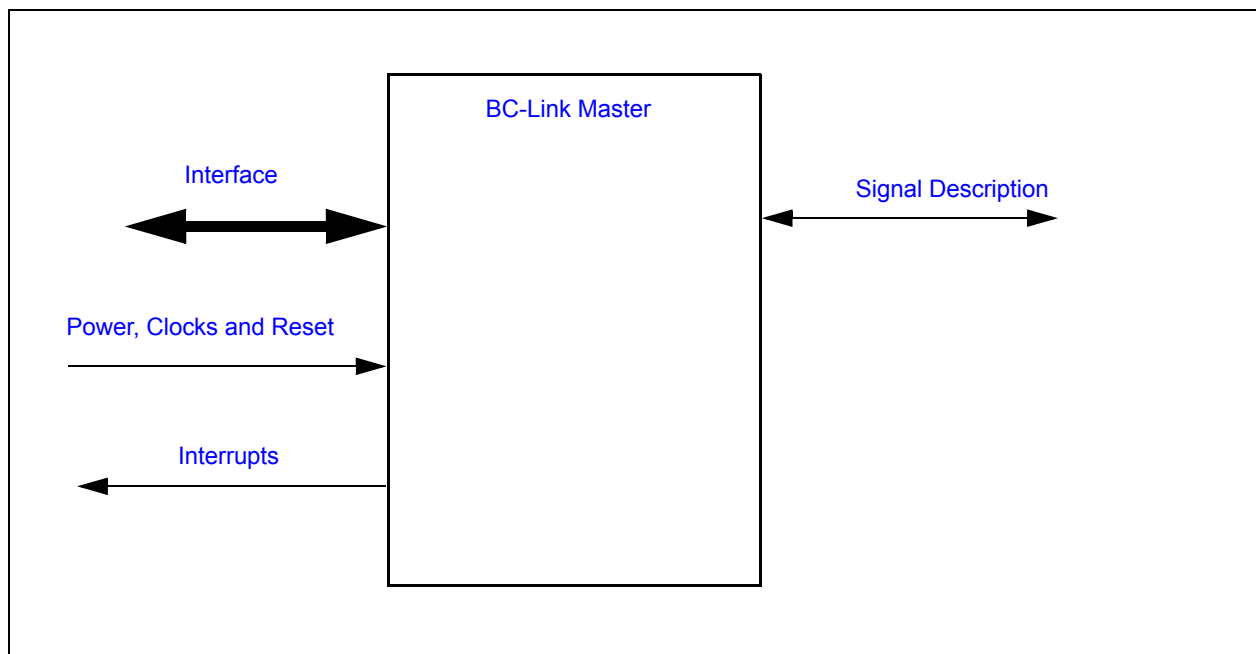 BC-Link Master
Interface
Signal Description
Power, Clocks and Reset
Interrupts